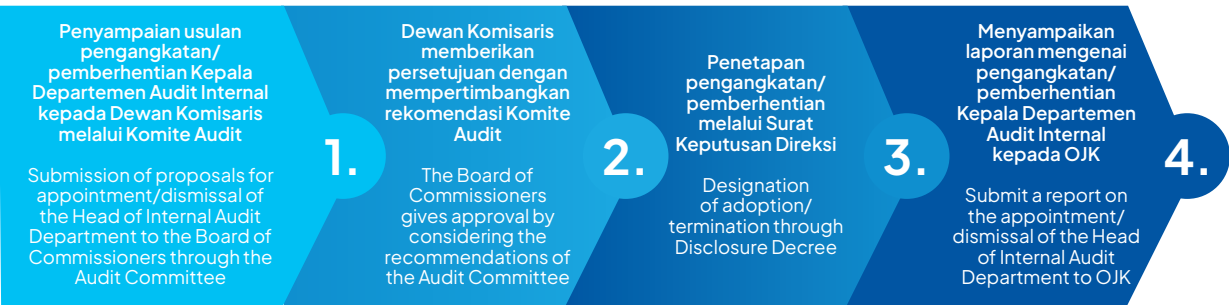 Penyampaian usulan
pengangkatan/
pemberhentian Kepala
Departemen Audit Internal
kepada Dewan Komisaris
melalui Komite Audit
Submission of proposals for
appointment/dismissal of
the Head of Internal Audit
Department to the Board of
Commissioners through the
Audit Committee
1.
Dewan Komisaris
memberikan
persetujuan dengan
mempertimbangkan
rekomendasi Komite
Audit
The Board of
Commissioners
gives approval by
considering the
recommendations of
the Audit Committee
2.
Penetapan
pengangkatan/
pemberhentian
melalui Surat
Keputusan Direksi
Designation
of adoption/
termination through
Disclosure Decree
3.
Menyampaikan
laporan mengenai
pengangkatan/
pemberhentian
Kepala Departemen
Audit Internal
kepada OJK
Submit a report on
the appointment/
dismissal of the Head
of Internal Audit
Department to OJK
4.